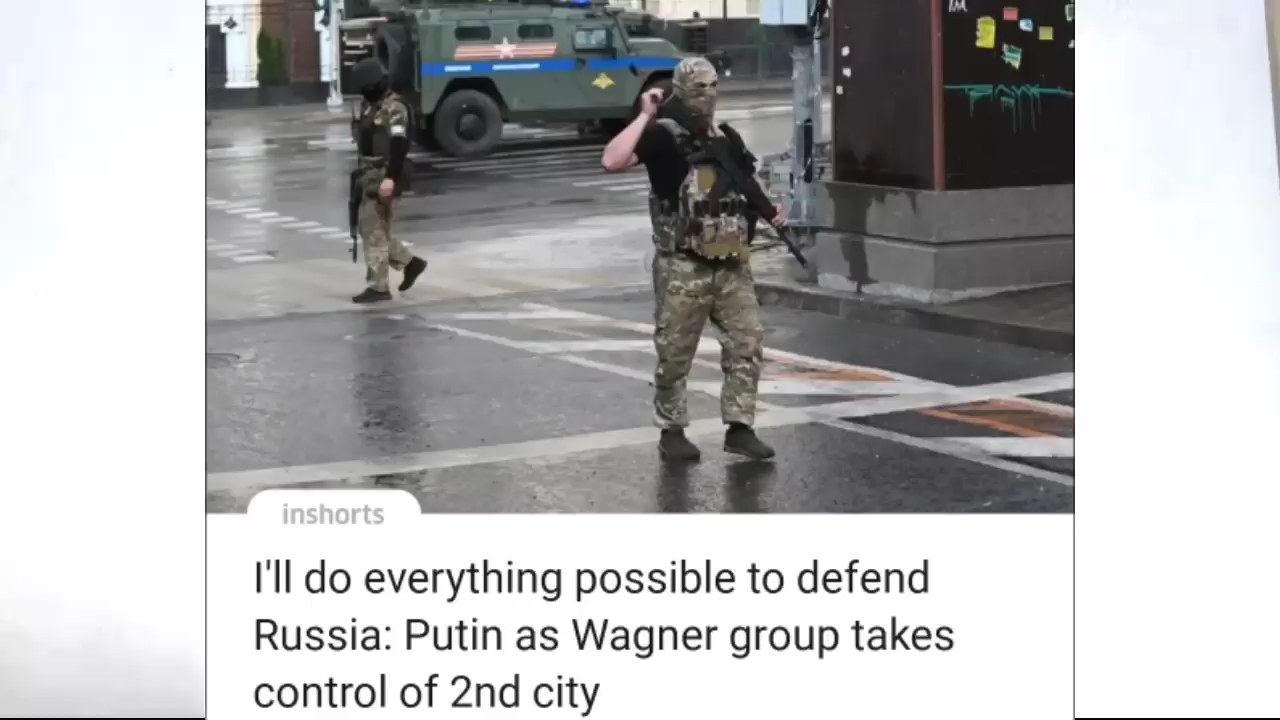 inshorts
I'll do everything possible to defend
Russia: Putin as Wagner group takes
control of 2nd city